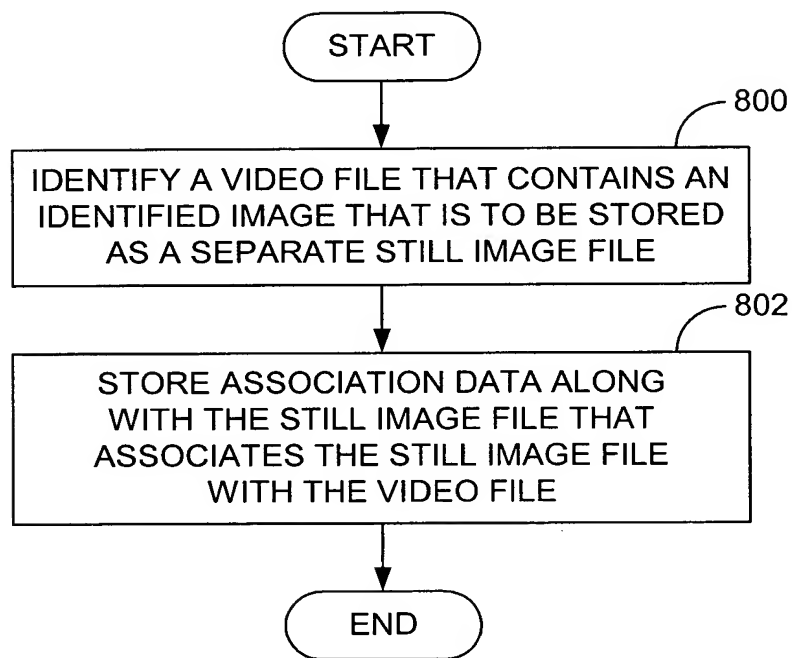 START
800
IDENTIFY A VIDEO FILE THAT CONTAINS AN
IDENTIFIED IMAGE THAT IS TO BE STORED
AS A SEPARATE STILL IMAGE FILE
802
STORE ASSOCIATION DATA ALONG
WITH THE STILL IMAGE FILE THAT
ASSOCIATES THE STILL IMAGE FILE
WITH THE VIDEO FILE
END